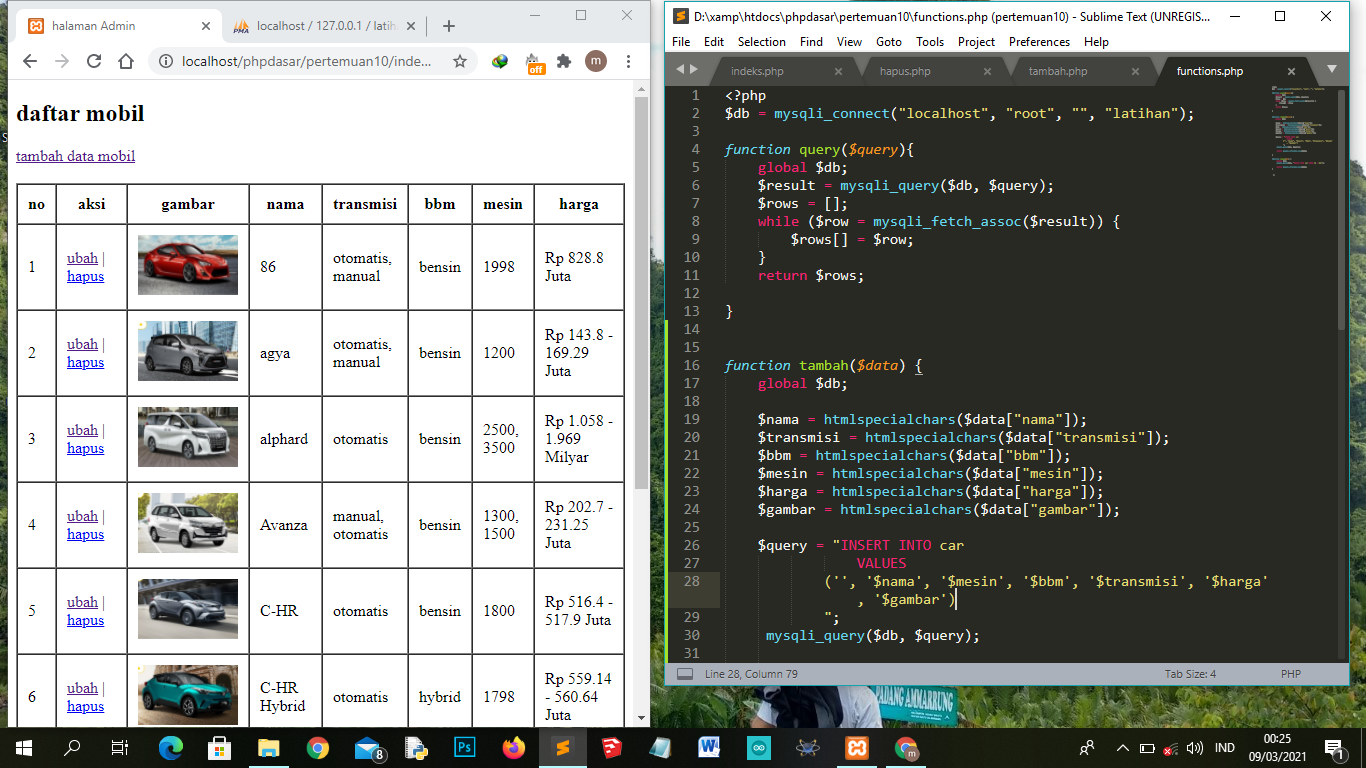 halaman Admin
localhost / 127.0.0.1 / latih
localhost/phpdasar/pertemuan10/inde...
off
m
daftar mobil
tambah data mobil
no aksi gambar nama transmisi bbm mesin harga
1 ubah | hapus 86 otomatis, manual bensin 1998 Rp 828.8 Juta
2 ubah | hapus agya otomatis, manual bensin 1200 Rp 143.8 - 169.29 Juta
3 ubah | hapus alphard otomatis bensin 2500, 3500 Rp 1.058 - 1.969 Milyar
4 ubah | hapus Avanza manual, otomatis bensin 1300, 1500 Rp 202.7 - 231.25 Juta
5 ubah | hapus C-HR otomatis bensin 1800 Rp 516.4 - 517.9 Juta
6 ubah | hapus C-HR Hybrid otomatis hybrid 1798 Rp 559.14 - 560.64 Juta
D:\xamp\htdocs\phpdasar\pertemuan10\functions.php (pertemuan10) - Sublime Text (UNREGIS...
File Edit Selection Find View Goto Tools Project Preferences Help
indeks.php hapus.php tambah.php functions.php
1 <?php
2 $db = mysqli_connect("localhost", "root", "", "latihan");
3
4 function query($query){
5 global $db;
6 $result = mysqli_query($db, $query);
7 $rows = [];
8 while ($row = mysqli_fetch_assoc($result)) {
9 $rows[] = $row;
10 }
11 return $rows;
12
13 }
14
15
16 function tambah($data) {
17 global $db;
18
19 $nama = htmlspecialchars($data["nama"]);
20 $transmisi = htmlspecialchars($data["transmisi"]);
21 $bbm = htmlspecialchars($data["bbm"]);
22 $mesin = htmlspecialchars($data["mesin"]);
23 $harga = htmlspecialchars($data["harga"]);
24 $gambar = htmlspecialchars($data["gambar"]);
25
26 $query = "INSERT INTO car
27 VALUES
28 ('', '$nama', '$mesin', '$bbm', '$transmisi', '$harga'
, '$gambar')
29 ";
30 mysqli_query($db, $query);
31
Line 28, Column 79 Tab Size: 4 PHP
PADANG AMMARRUNG
8
Ps
m
IND
00:25
09/03/2021
1